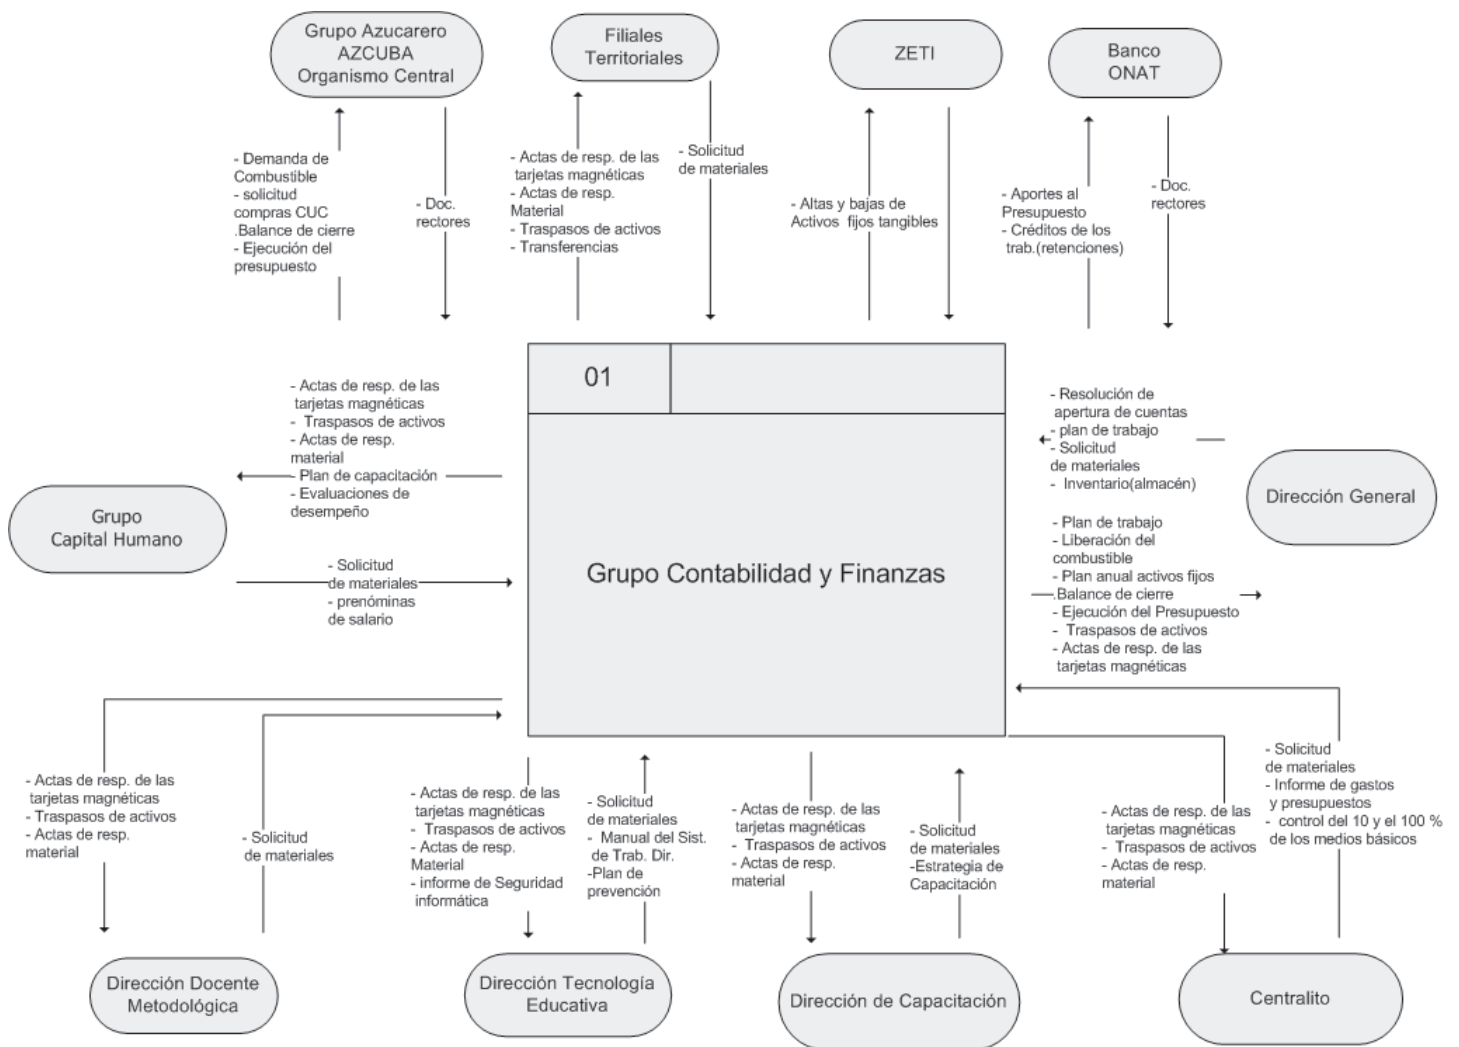 Grupo Azucarero
AZCUBA
Organismo Central
Filiales
Territoriales
ZETI
Banco
ONAT
- Demanda de
Combustible
- solicitud
compras CUC
.Balance de cierre
- Ejecución del
presupuesto
- Doc.
rectores
- Actas de resp. de las
tarjetas magnéticas
- Actas de resp.
Material
- Traspasos de activos
- Transferencias
- Solicitud
de materiales
- Altas y bajas de
Activos fijos tangibles
- Aportes al
Presupuesto
- Créditos de los
trab.(retenciones)
- Doc.
rectores
01
Grupo Contabilidad y Finanzas
- Actas de resp. de las
tarjetas magnéticas
- Traspasos de activos
- Actas de resp.
material
- Plan de capacitación
- Evaluaciones de
desempeño
Grupo
Capital Humano
- Solicitud
de materiales
- prenóminas
de salario
- Resolución de
apertura de cuentas
- plan de trabajo
- Solicitud
de materiales
- Inventario(almacén)
Dirección General
- Plan de trabajo
- Liberación del
combustible
- Plan anual activos fijos
.Balance de cierre
- Ejecución del Presupuesto
- Traspasos de activos
- Actas de resp. de las
tarjetas magnéticas
- Actas de resp. de las
tarjetas magnéticas
- Traspasos de activos
- Actas de resp.
material
- Solicitud
de materiales
- Actas de resp. de las
tarjetas magnéticas
- Traspasos de activos
- Actas de resp.
Material
- informe de Seguridad
informática
- Solicitud
de materiales
- Manual del Sist.
de Trab. Dir.
-Plan de
prevención
- Actas de resp. de las
tarjetas magnéticas
- Traspasos de activos
- Actas de resp.
material
- Solicitud
de materiales
-Estrategia de
Capacitación
- Actas de resp. de las
tarjetas magnéticas
- Traspasos de activos
- Actas de resp.
material
- Solicitud
de materiales
- Informe de gastos
y presupuestos
- control del 10 y el 100 %
de los medios básicos
Dirección Docente
Metodológica
Dirección Tecnología
Educativa
Dirección de Capacitación
Centralito